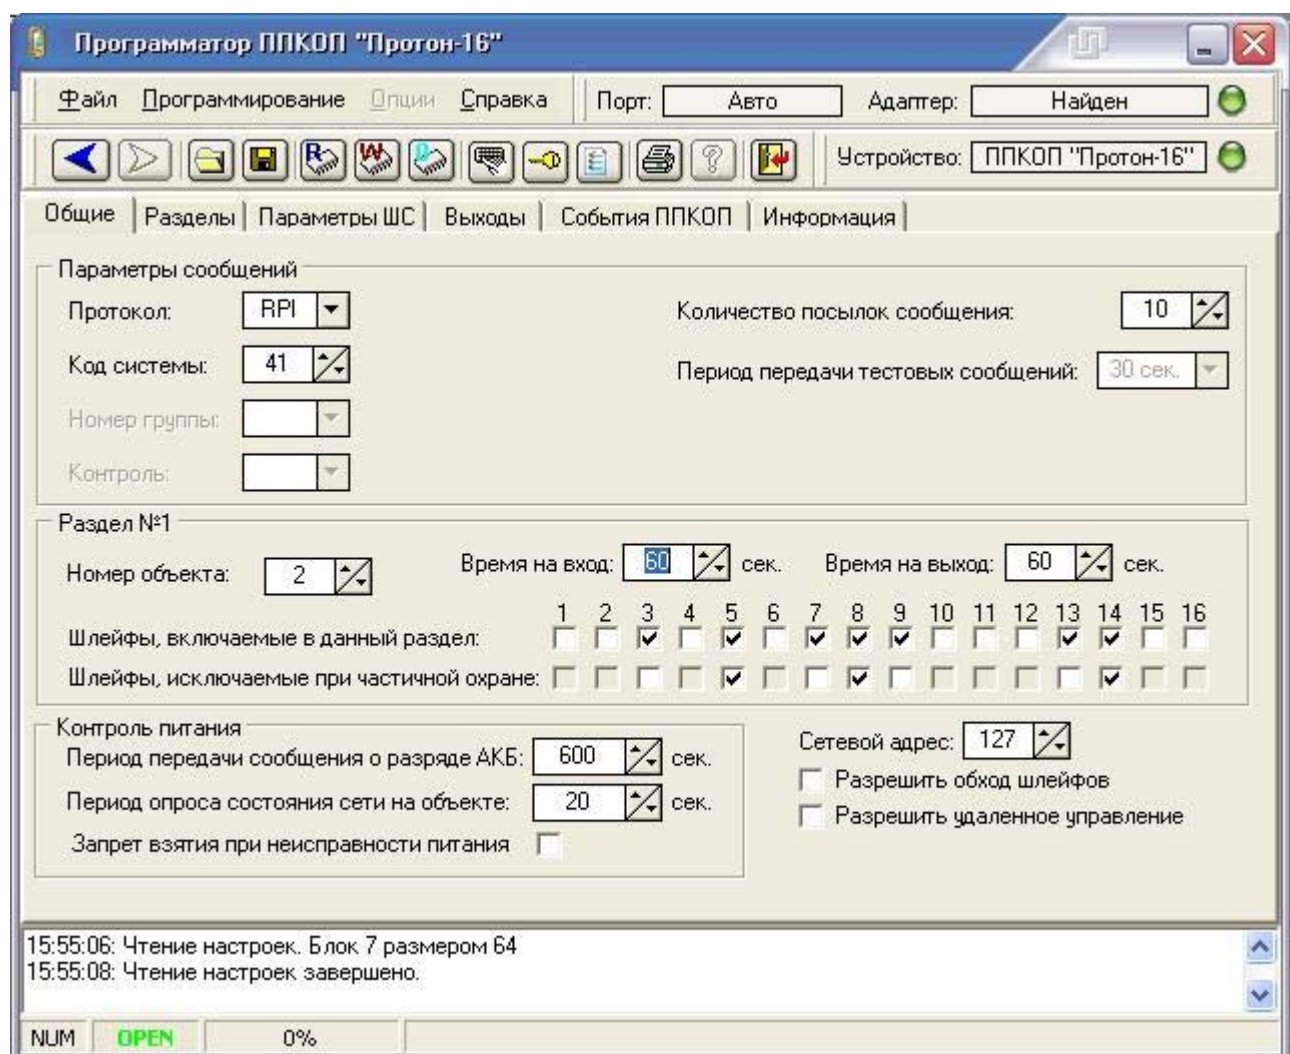 Программатор ППКОП "Протон-16"
Файл Программирование Опции Справка Порт: Авто Адаптер: Найден
R W D ? Устройство: ППКОП "Протон-16"
Общие Разделы Параметры ШС Выходы События ППКОП Информация
Параметры сообщений
Протокол: RPI Количество посылок сообщения: 10
Код системы: 41 Период передачи тестовых сообщений: 30 сек.
Номер группы:
Контроль:
Раздел №1
Номер объекта: 2 Время на вход: 60 сек. Время на выход: 60 сек.
1 2 3 4 5 6 7 8 9 10 11 12 13 14 15 16
Шлейфы, включаемые в данный раздел:
Шлейфы, исключаемые при частичной охране:
Контроль питания
Период передачи сообщения о разряде АКБ: 600 сек. Сетевой адрес: 127
Разрешить обход шлейфов
Период опроса состояния сети на объекте: 20 сек. Разрешить удаленное управление
Запрет взятия при неисправности питания
15:55:06: Чтение настроек. Блок 7 размером 64
15:55:08: Чтение настроек завершено.
NUM OPEN 0%